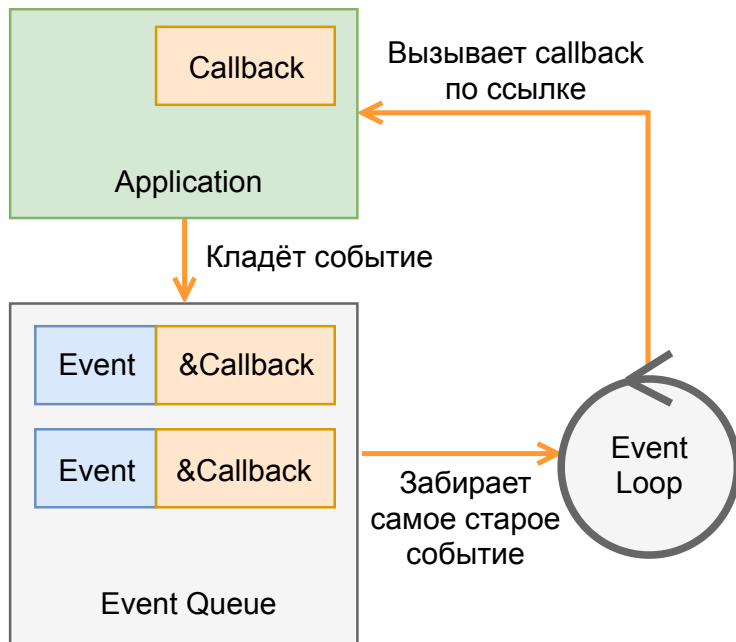 Callback
Application
Вызывает callback
по ссылке
Кладёт событие
Event &Callback
Event &Callback
Event Queue
Забирает
самое старое
событие
Event
Loop